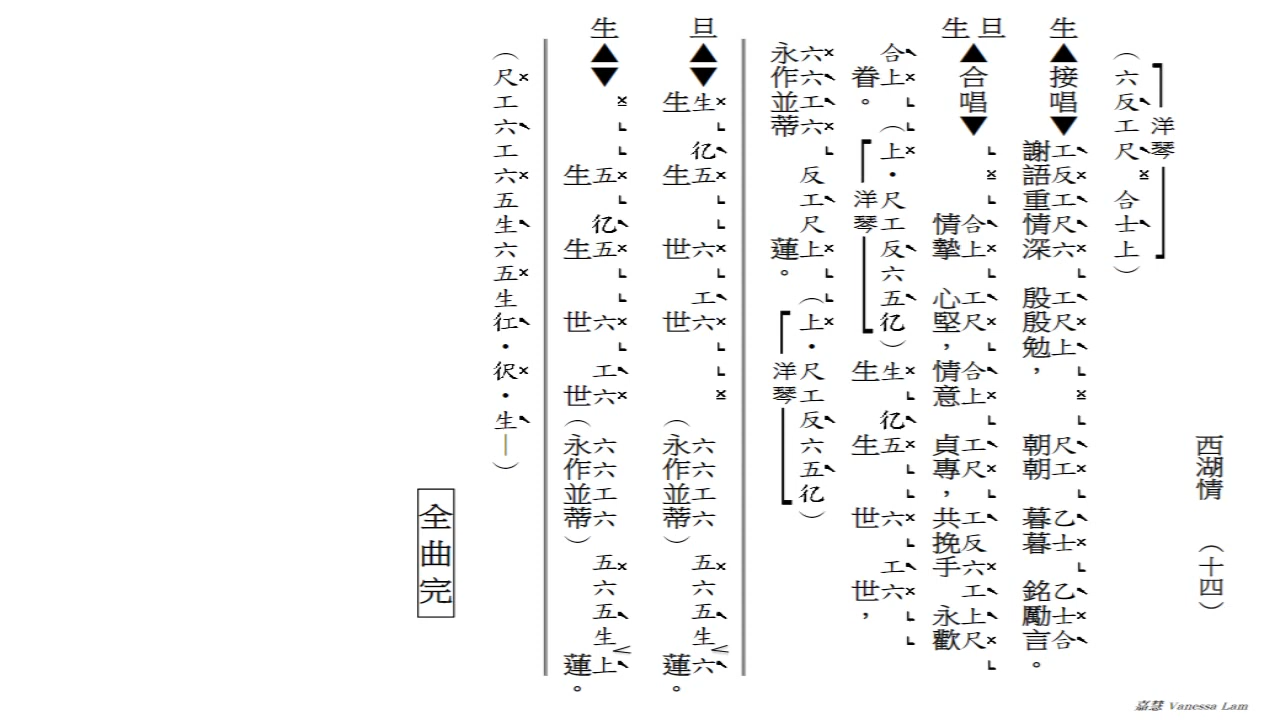 西湖情 （十四）
洋琴
（六反工尺 合士上）
生
接唱
工反工尺六 工尺上 尺工 乙士 乙士合
謝語重情深 殷殷勉，朝朝 暮暮 銘勵言。
生旦
合唱
合上 工尺 合上 工尺 工反六工上尺
情摯 心堅，情意 貞專，共挽手 永歡
合上（上・尺工反六五亿）生亿五 六工六
眷。洋琴 生 生 世 世，
六六工六 反工尺上（上・尺工反六五亿）
永作並蒂 蓮。洋琴
旦
生亿五 六工六（六六工六）五六五生六
生 生 世 世（永作並蒂）蓮。
生
五亿五 六工六（六六工六）五六五生上
生 生 世 世（永作並蒂）蓮。
（尺工六工六五生六五生仜・伬・生—）
全曲完
嘉慧 Vanessa Lam